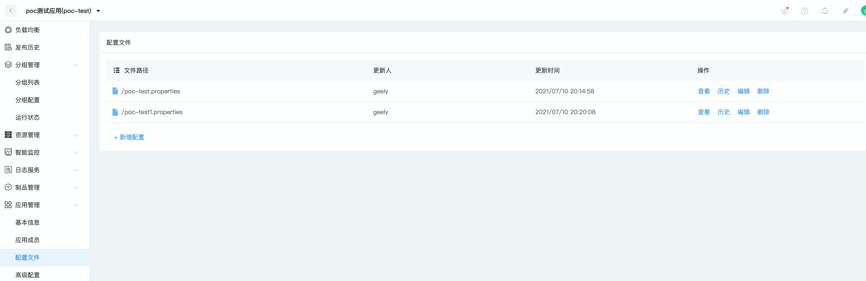 poc测试应用(poc-test)
负载均衡
发布历史
分组管理
分组列表
分组配置
运行状态
资源管理
智能监控
日志服务
制品管理
应用管理
基本信息
应用成员
配置文件
高级配置
配置文件
文件路径 更新人 更新时间 操作
/poc-test.properties geely 2021/07/10 20:14:58 查看 历史 编辑 删除
/poc-test1.properties geely 2021/07/10 20:20:08 查看 历史 编辑 删除
+ 新增配置